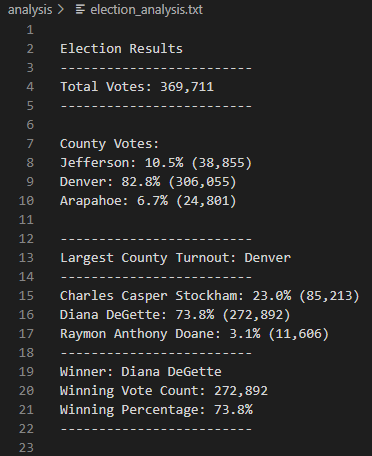 analysis > election_analysis.txt
1
2 Election Results
3 -------------------------
4 Total Votes: 369,711
5 -------------------------
6
7 County Votes:
8 Jefferson: 10.5% (38,855)
9 Denver: 82.8% (306,055)
10 Arapahoe: 6.7% (24,801)
11
12 -------------------------
13 Largest County Turnout: Denver
14 -------------------------
15 Charles Casper Stockham: 23.0% (85,213)
16 Diana DeGette: 73.8% (272,892)
17 Raymon Anthony Doane: 3.1% (11,606)
18 -------------------------
19 Winner: Diana DeGette
20 Winning Vote Count: 272,892
21 Winning Percentage: 73.8%
22 -------------------------
23